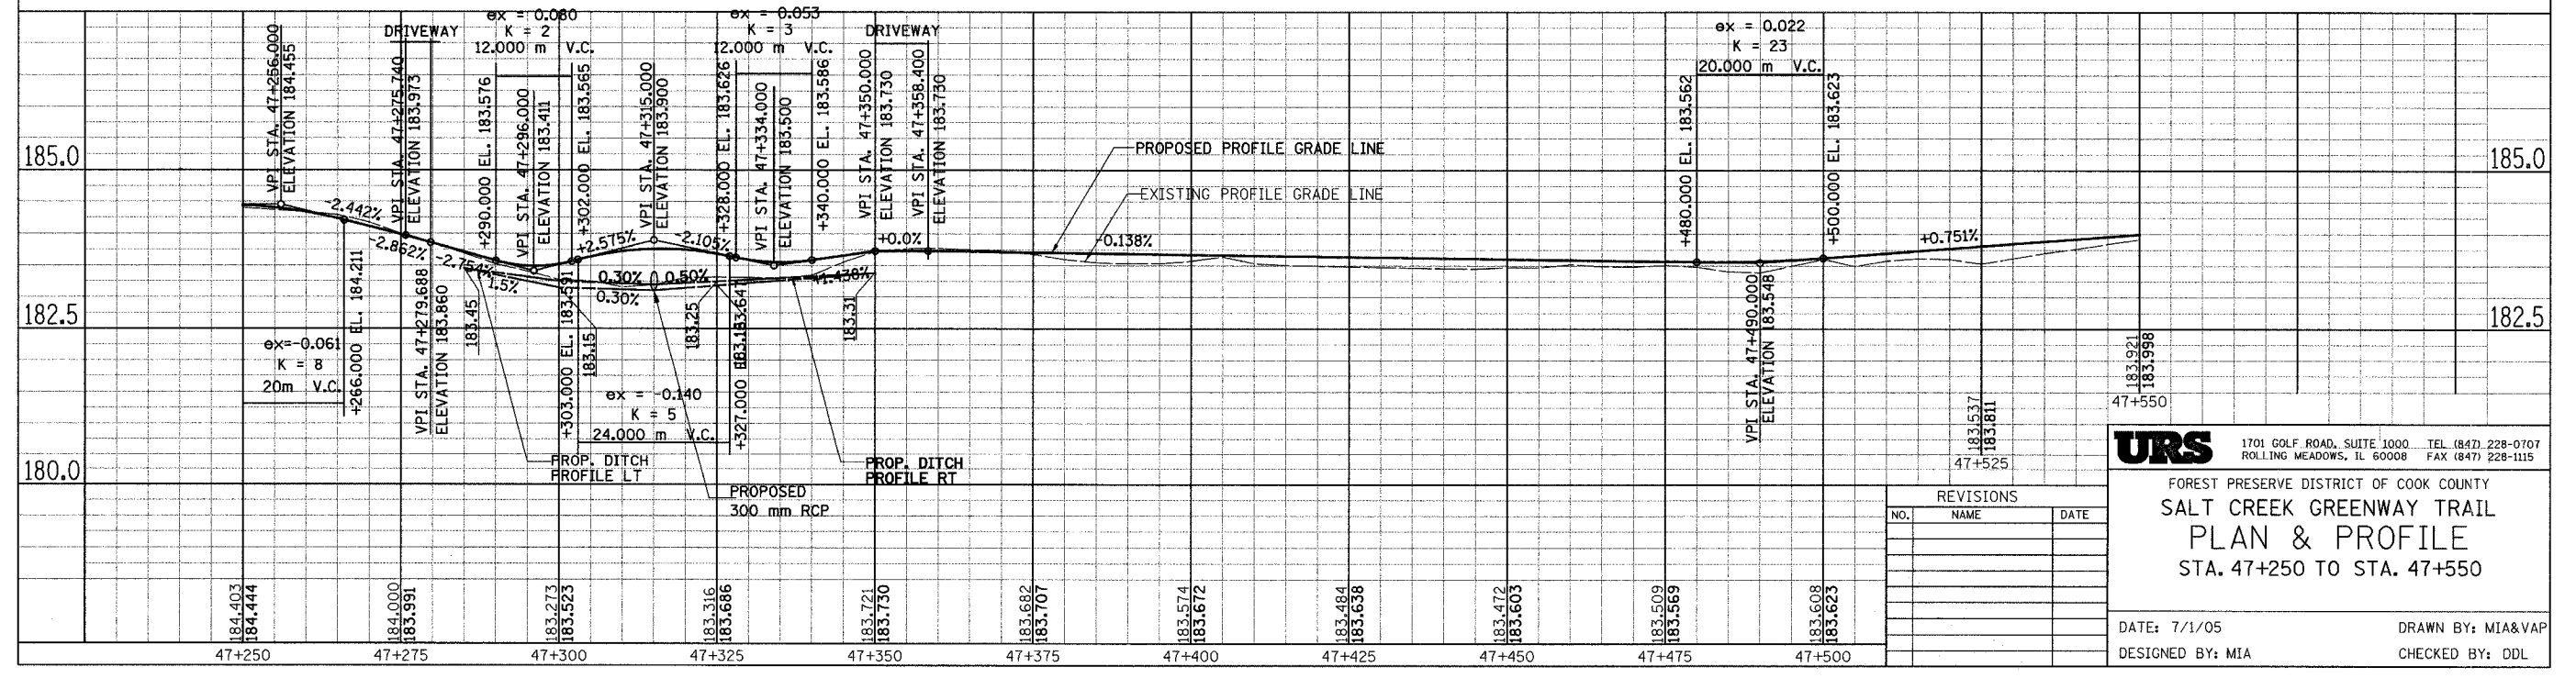 ex = 0.080
K = 2
12.000 m V.C.
ex = 0.053
K = 3
12.000 m V.C.
ex = 0.022
K = 23
20.000 m V.C.
DRIVEWAY
DRIVEWAY
VPI STA. 47+256.000
ELEVATION 184.455
VPI STA. 47+275.740
ELEVATION 183.973
+290.000 EL. 183.576
VPI STA. 47+296.000
ELEVATION 183.411
+302.000 EL. 183.565
VPI STA. 47+315.000
ELEVATION 183.900
+328.000 EL. 183.626
VPI STA. 47+334.000
ELEVATION 183.500
+340.000 EL. 183.586
VPI STA. 47+350.000
ELEVATION 183.730
VPI STA. 47+358.400
ELEVATION 183.730
+480.000 EL. 183.562
+500.000 EL. 183.623
185.0
185.0
PROPOSED PROFILE GRADE LINE
EXISTING PROFILE GRADE LINE
-2.442%
-2.862%
-2.754%
+2.575%
-2.105%
+0.0%
-0.138%
+0.751%
1.5%
0.30%
0.50%
0.30%
+1.438%
182.5
182.5
183.45
183.15
183.25
183.31
ex=-0.061
K = 8
20m V.C.
+266.000 EL. 184.211
VPI STA. 47+279.688
ELEVATION 183.860
+303.000 EL. 183.591
ex = -0.140
K = 5
24.000 m V.C.
+327.000
VPI STA. 47+490.000
ELEVATION 183.548
183.537
183.811
47+525
183.921
183.998
47+550
180.0
PROP. DITCH
PROFILE LT
PROP. DITCH
PROFILE RT
PROPOSED
300 mm RCP
184.403
184.444
184.000
183.991
183.273
183.523
183.316
183.686
183.721
183.730
183.682
183.707
183.574
183.672
183.484
183.638
183.472
183.603
183.509
183.569
183.608
183.623
47+250
47+275
47+300
47+325
47+350
47+375
47+400
47+425
47+450
47+475
47+500
REVISIONS
NO. NAME DATE
URS
1701 GOLF ROAD, SUITE 1000 TEL (847) 228-0707
ROLLING MEADOWS, IL 60008 FAX (847) 228-1115
FOREST PRESERVE DISTRICT OF COOK COUNTY
SALT CREEK GREENWAY TRAIL
PLAN & PROFILE
STA. 47+250 TO STA. 47+550
DATE: 7/1/05 DRAWN BY: MIA&VAP
DESIGNED BY: MIA CHECKED BY: DDL